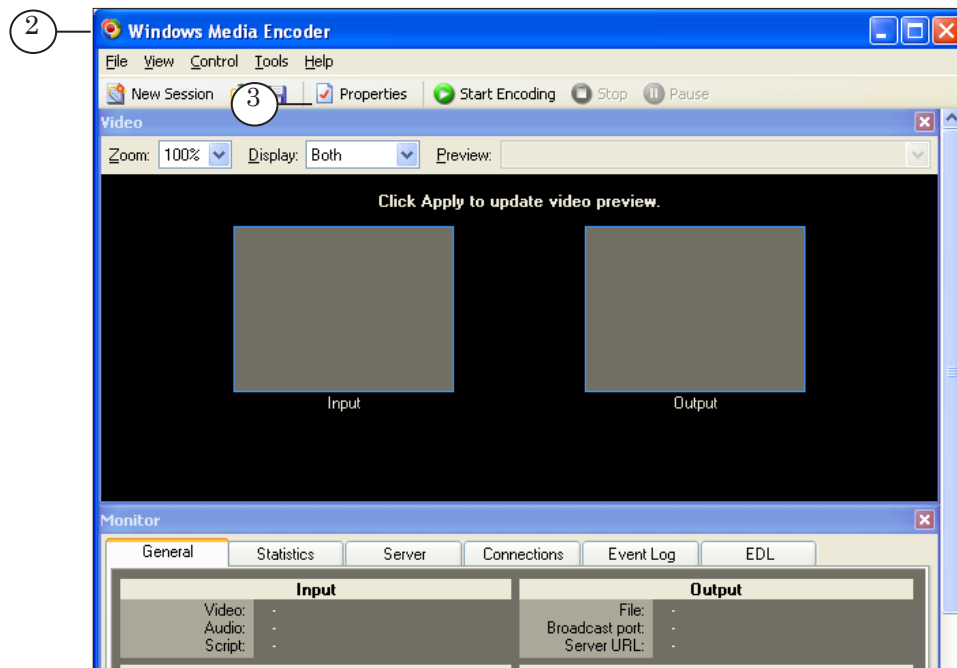 2
Windows Media Encoder
File View Control Tools Help
New Session 3 Properties Start Encoding Stop Pause
Video
Zoom: 100% Display: Both Preview:
Click Apply to update video preview.
Input Output
Monitor
General Statistics Server Connections Event Log EDL
Input Output
Video: - File: -
Audio: - Broadcast port: -
Script: - Server URL: -